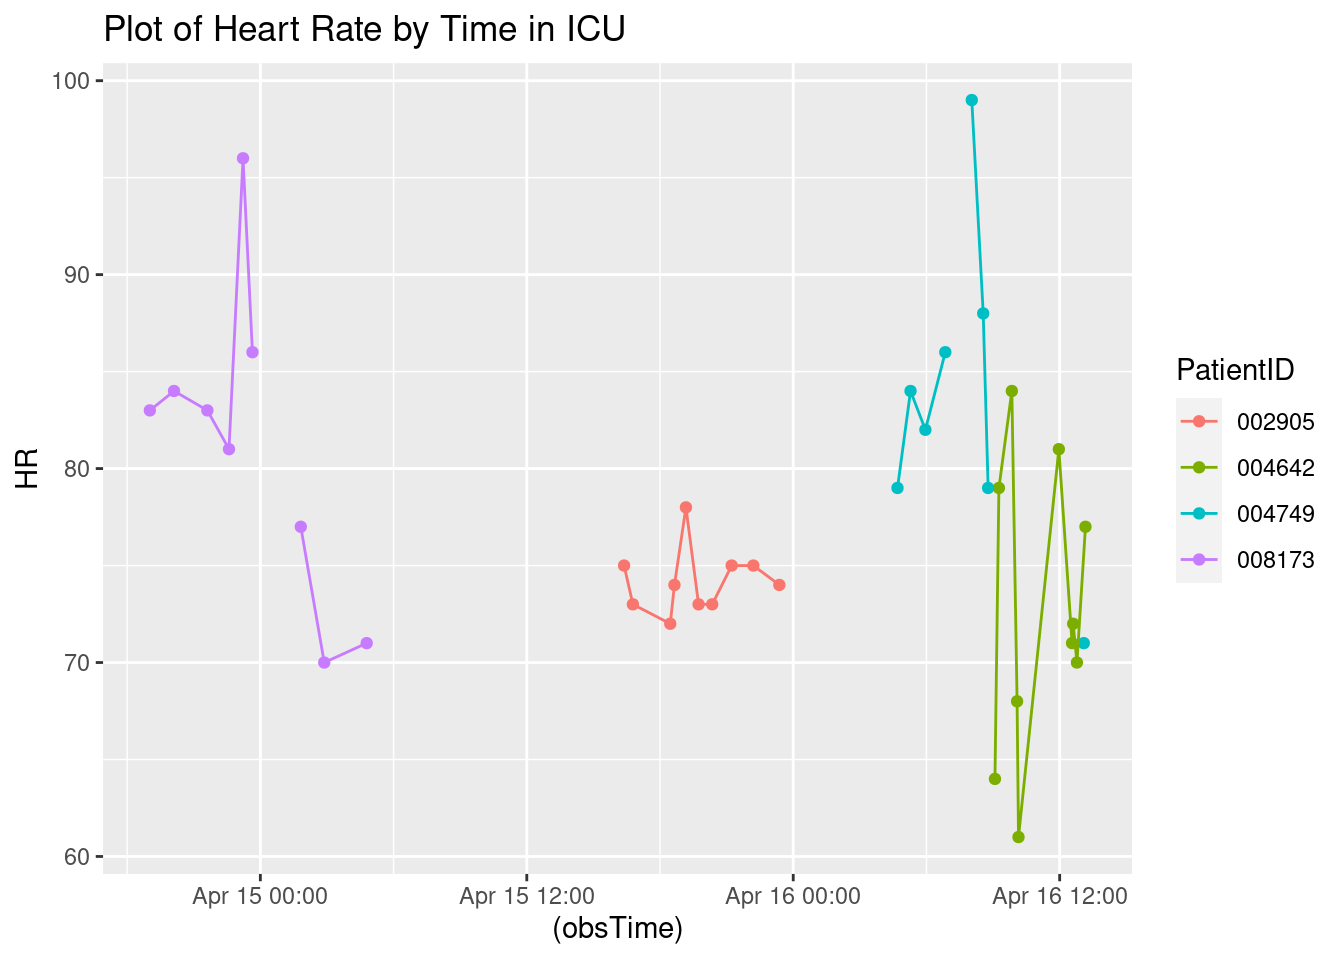 Plot of Heart Rate by Time in ICU
100
90
80
70
60
HR
Apr 15 00:00
Apr 15 12:00
Apr 16 00:00
Apr 16 12:00
(obsTime)
PatientID
002905
004642
004749
008173